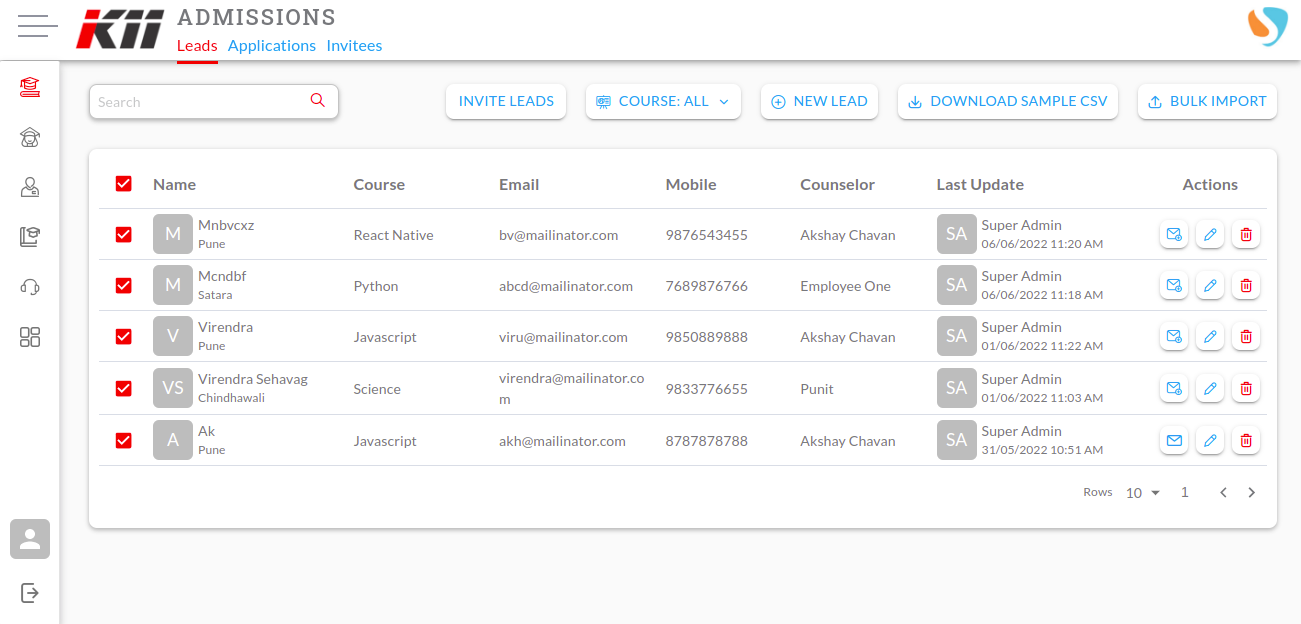 KIT
ADMISSIONS
Leads Applications Invitees
Search
INVITE LEADS
COURSE: ALL
NEW LEAD
DOWNLOAD SAMPLE CSV
BULK IMPORT
Name Course Email Mobile Counselor Last Update Actions
M Mnbvcxz Pune React Native bv@mailinator.com 9876543455 Akshay Chavan SA Super Admin 06/06/2022 11:20 AM
M Mcndbf Satara Python abcd@mailinator.com 7689876766 Employee One SA Super Admin 06/06/2022 11:18 AM
V Virendra Pune Javascript viru@mailinator.com 9850889888 Akshay Chavan SA Super Admin 01/06/2022 11:22 AM
VS Virendra Sehavag Chindhawali Science virendra@mailinator.co
m 9833776655 Punit SA Super Admin 01/06/2022 11:03 AM
A Ak Pune Javascript akh@mailinator.com 8787878788 Akshay Chavan SA Super Admin 31/05/2022 10:51 AM
Rows 10 1